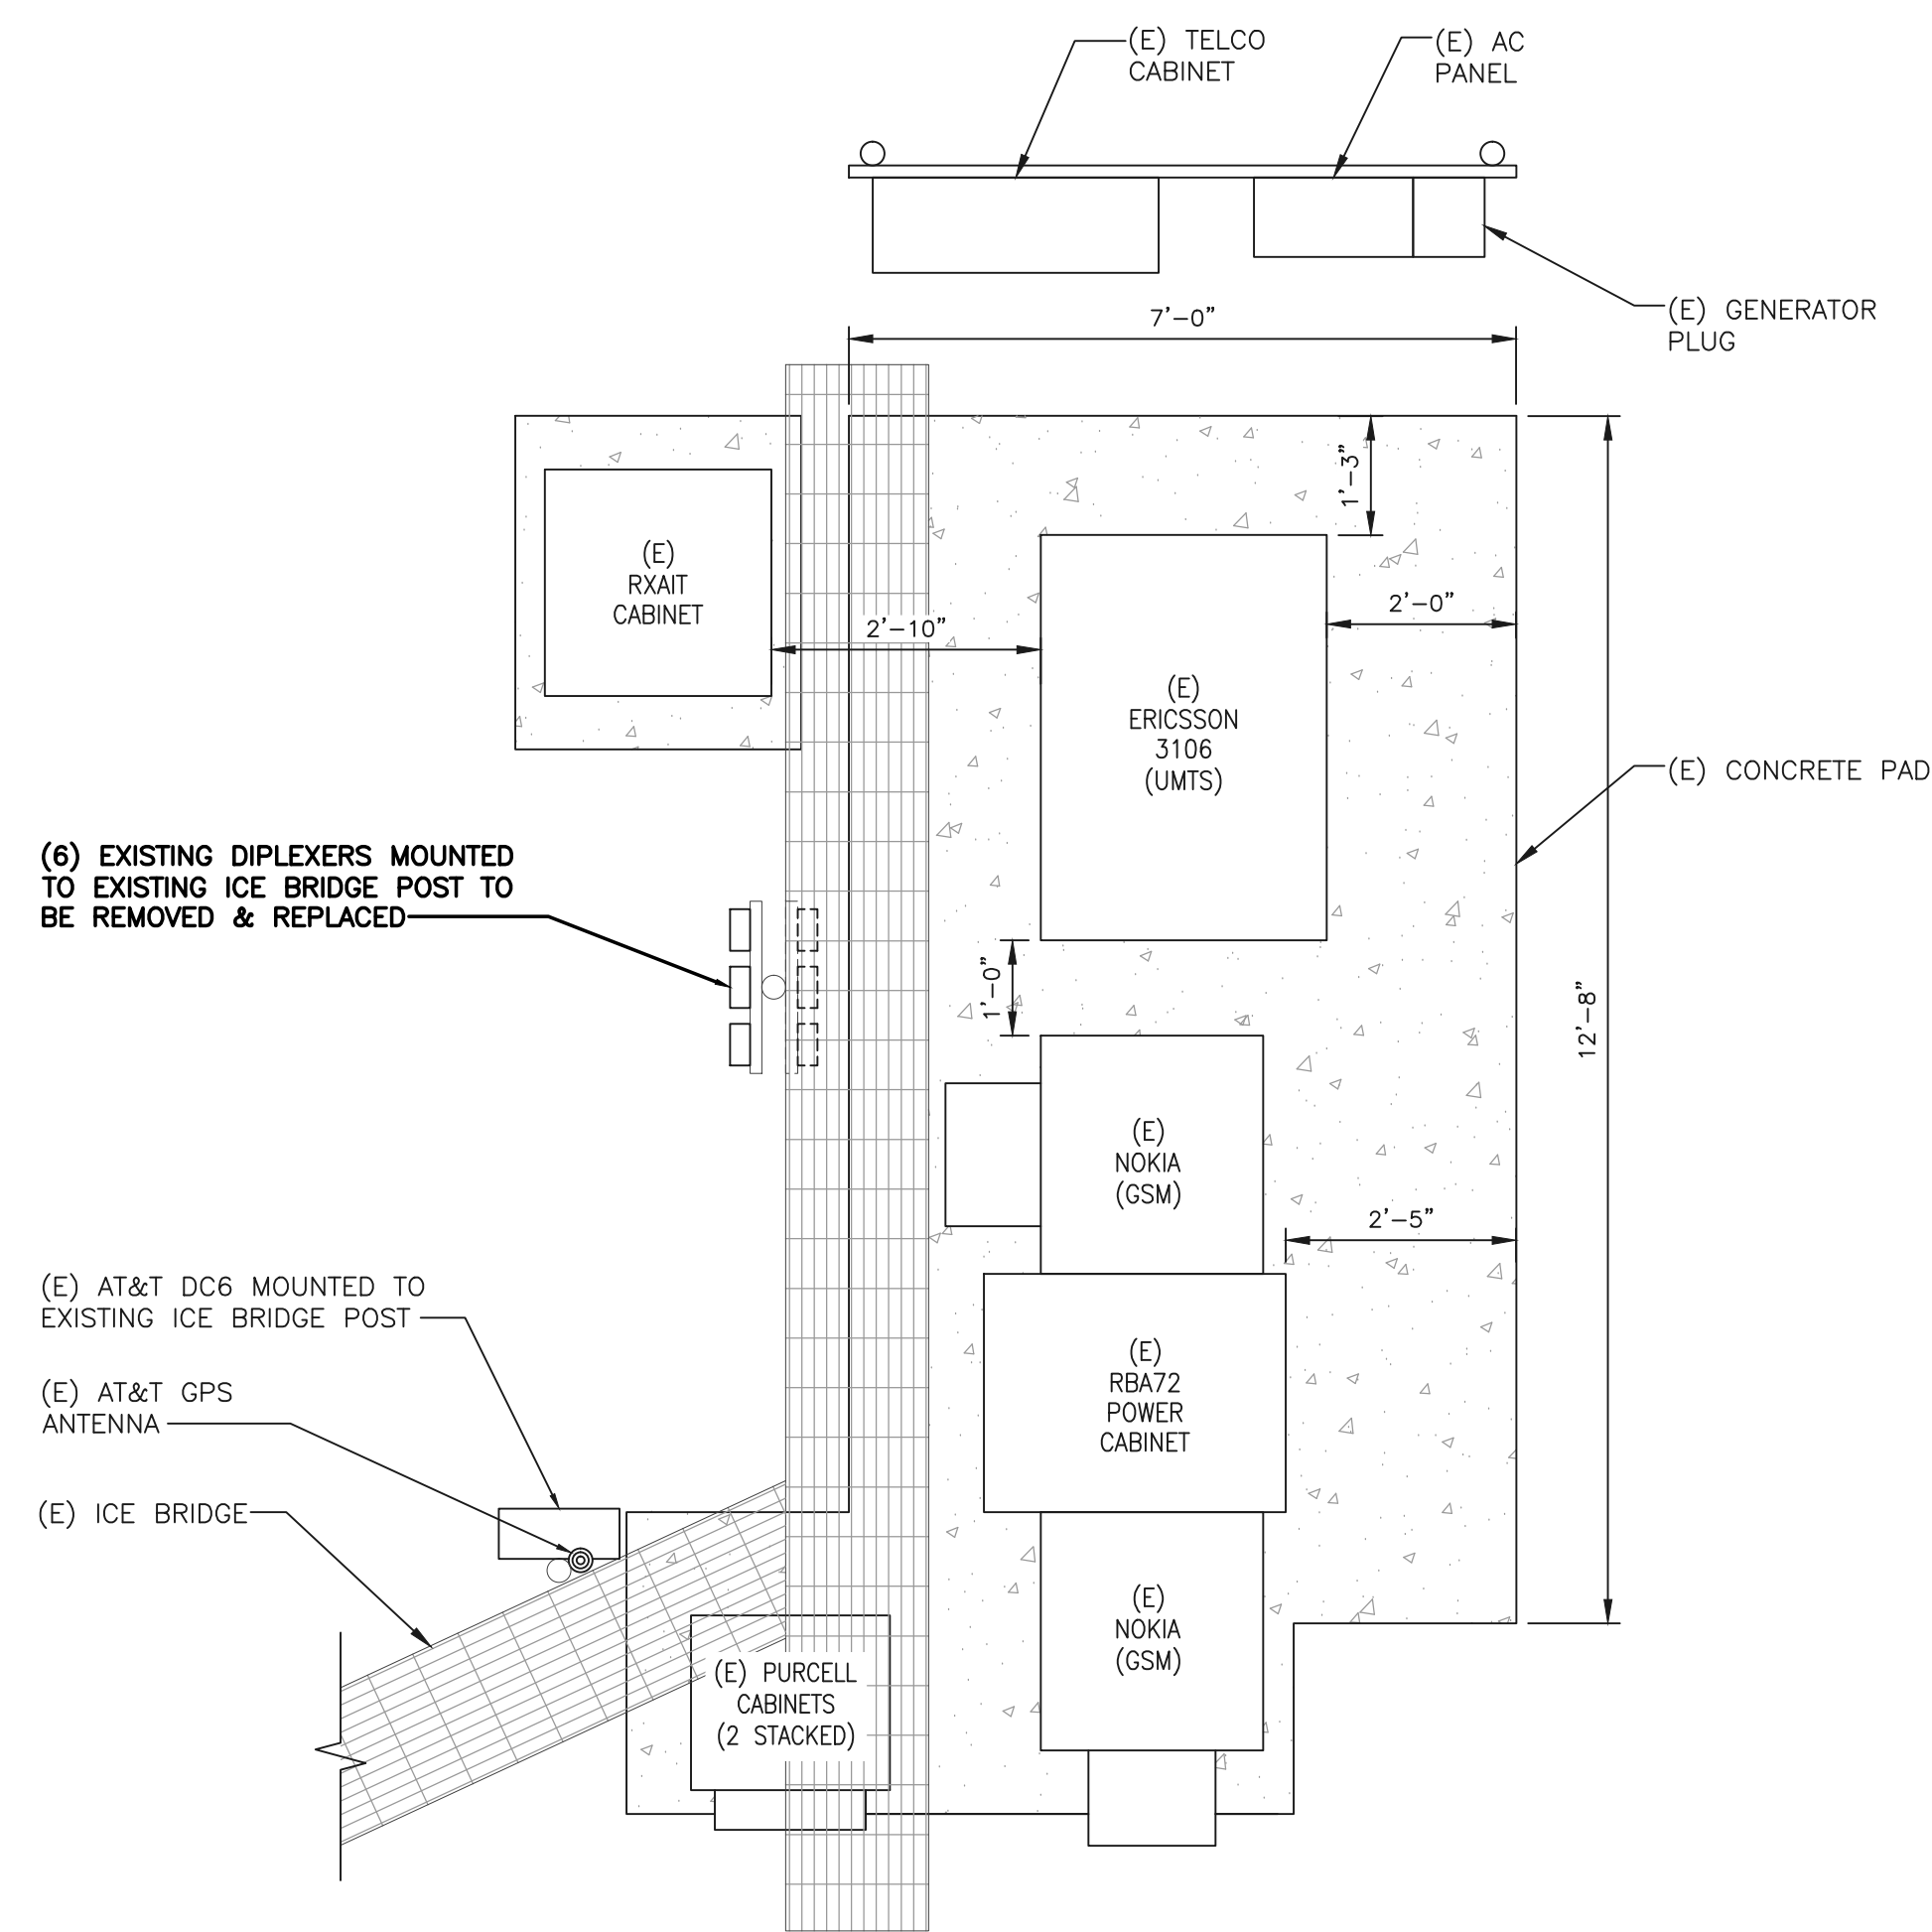 (E) TELCO
CABINET
(E) AC
PANEL
(E) GENERATOR
PLUG
7'-0"
1'-3"
(E)
RXAIT
CABINET
2'-10"
2'-0"
(E)
ERICSSON
3106
(UMTS)
(E) CONCRETE PAD
(6) EXISTING DIPLEXERS MOUNTED
TO EXISTING ICE BRIDGE POST TO
BE REMOVED & REPLACED
1'-0"
12'-8"
(E)
NOKIA
(GSM)
2'-5"
(E) AT&T DC6 MOUNTED TO
EXISTING ICE BRIDGE POST
(E)
RBA72
POWER
CABINET
(E) AT&T GPS
ANTENNA
(E) ICE BRIDGE
(E)
NOKIA
(GSM)
(E) PURCELL
CABINETS
(2 STACKED)